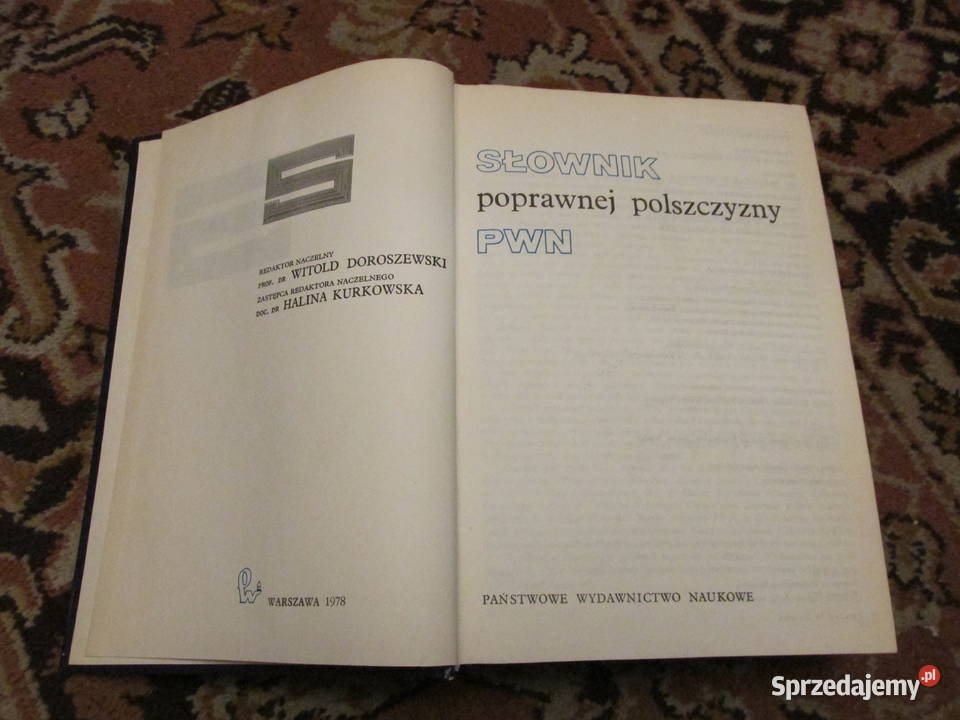 REDAKTOR NACZELNY
PROF. DR WITOLD DOROSZEWSKI
ZASTĘPCA REDAKTORA NACZELNEGO
DOC. DR HALINA KURKOWSKA
WARSZAWA 1978
SŁOWNIK
poprawnej polszczyzny
PWN
PAŃSTWOWE WYDAWNICTWO NAUKOWE
Sprzedajemy.pl